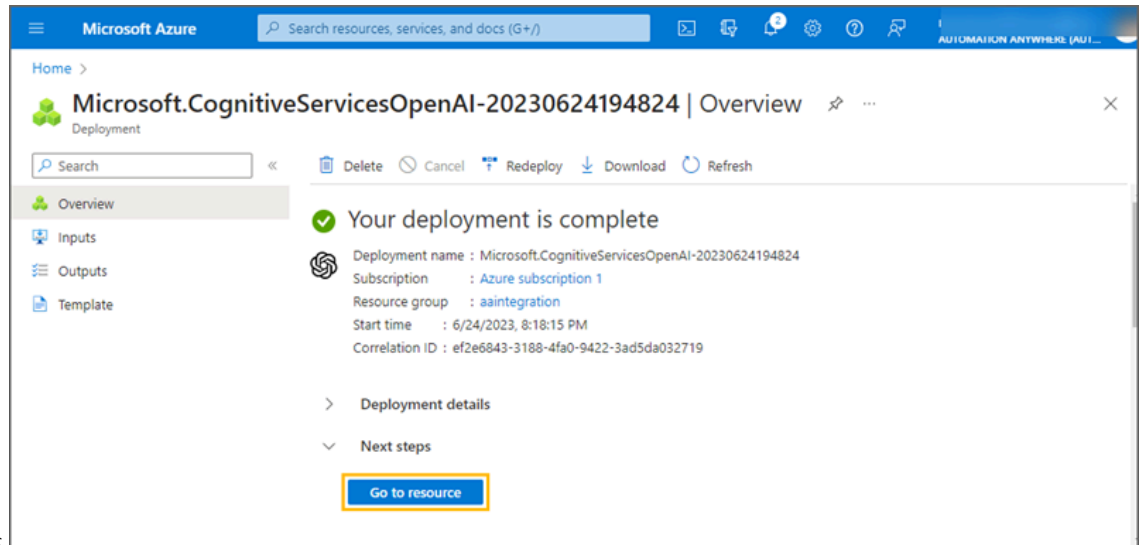 Microsoft Azure
Search resources, services, and docs (G+/)
2
AUTOMATION ANYWHERE (AUT...
Home >
Microsoft.CognitiveServicesOpenAI-20230624194824 | Overview
Deployment
Search
Delete Cancel Redeploy Download Refresh
Overview
Inputs
Outputs
Template
Your deployment is complete
Deployment name : Microsoft.CognitiveServicesOpenAI-20230624194824
Subscription : Azure subscription 1
Resource group : aaintegration
Start time : 6/24/2023, 8:18:15 PM
Correlation ID : ef2e6843-3188-4fa0-9422-3ad5da032719
Deployment details
Next steps
Go to resource